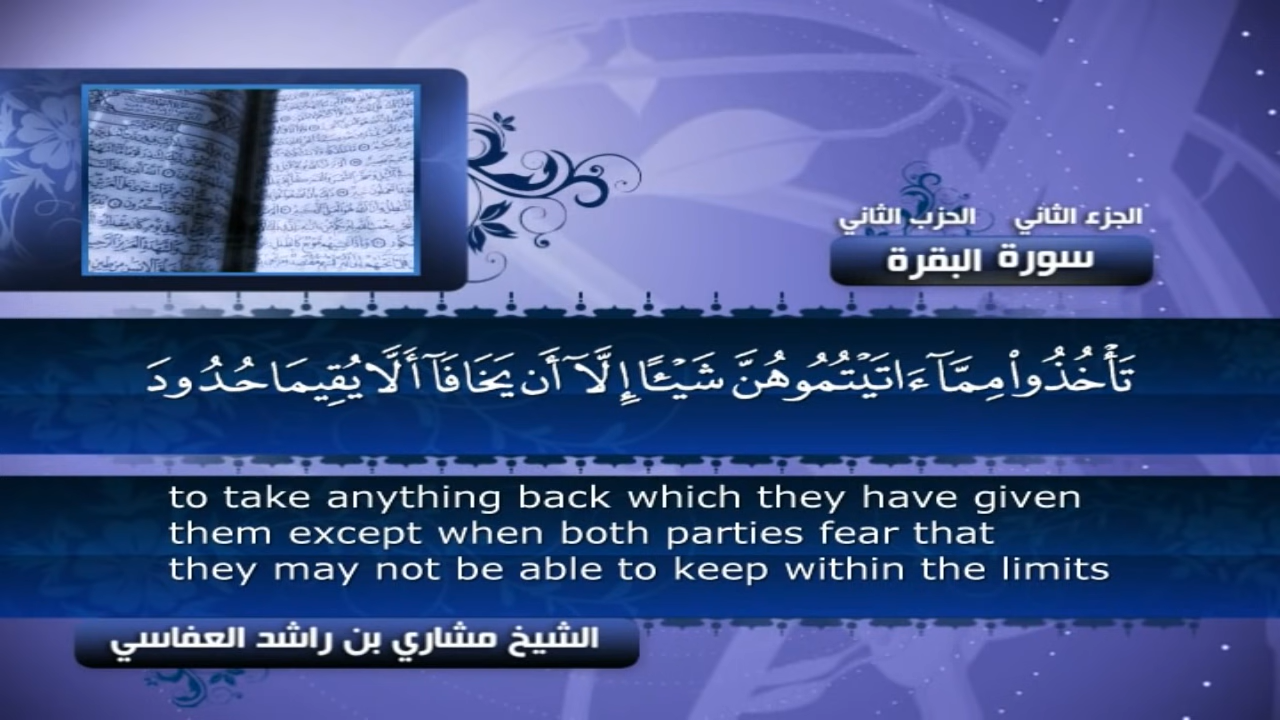 الجزء الثاني الحزب الثاني
سورة البقرة
تَأْخُذُوا۟ مِمَّآ ءَاتَيْتُمُوهُنَّ شَيْـًٔا إِلَّآ أَن يَخَافَآ أَلَّا يُقِيمَا حُدُودَ
to take anything back which they have given
them except when both parties fear that
they may not be able to keep within the limits
الشيخ مشاري بن راشد العفاسي